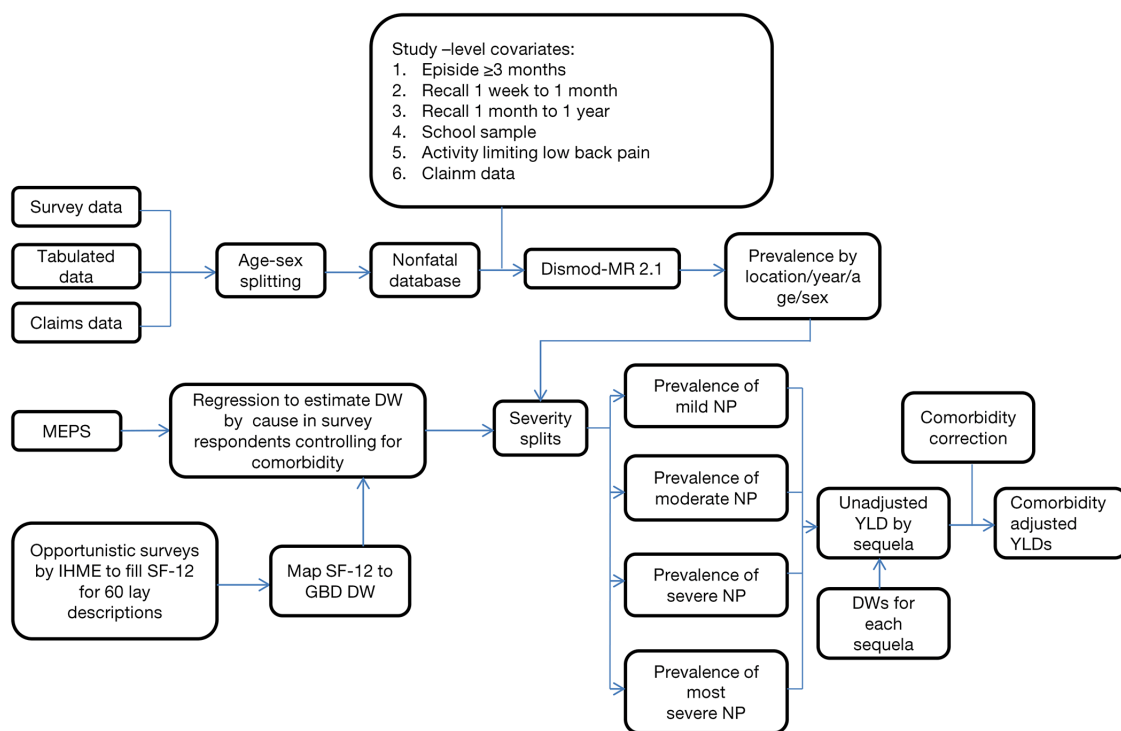 Study –level covariates:
1. Episide ≥3 months
2. Recall 1 week to 1 month
3. Recall 1 month to 1 year
4. School sample
5. Activity limiting low back pain
6. Clainm data
Survey data
Tabulated
data
Claims data
Age-sex
splitting
Nonfatal
database
Dismod-MR 2.1
Prevalence by
location/year/a
ge/sex
MEPS
Regression to estimate DW
by cause in survey
respondents controlling for
comorbidity
Severity
splits
Opportunistic surveys
by IHME to fill SF-12
for 60 lay
descriptions
Map SF-12 to
GBD DW
Prevalence of
mild NP
Prevalence of
moderate NP
Prevalence of
severe NP
Prevalence of
most
severe NP
Comorbidity
correction
Unadjusted
YLD by
sequela
Comorbidity
adjusted
YLDs
DWs for
each
sequela